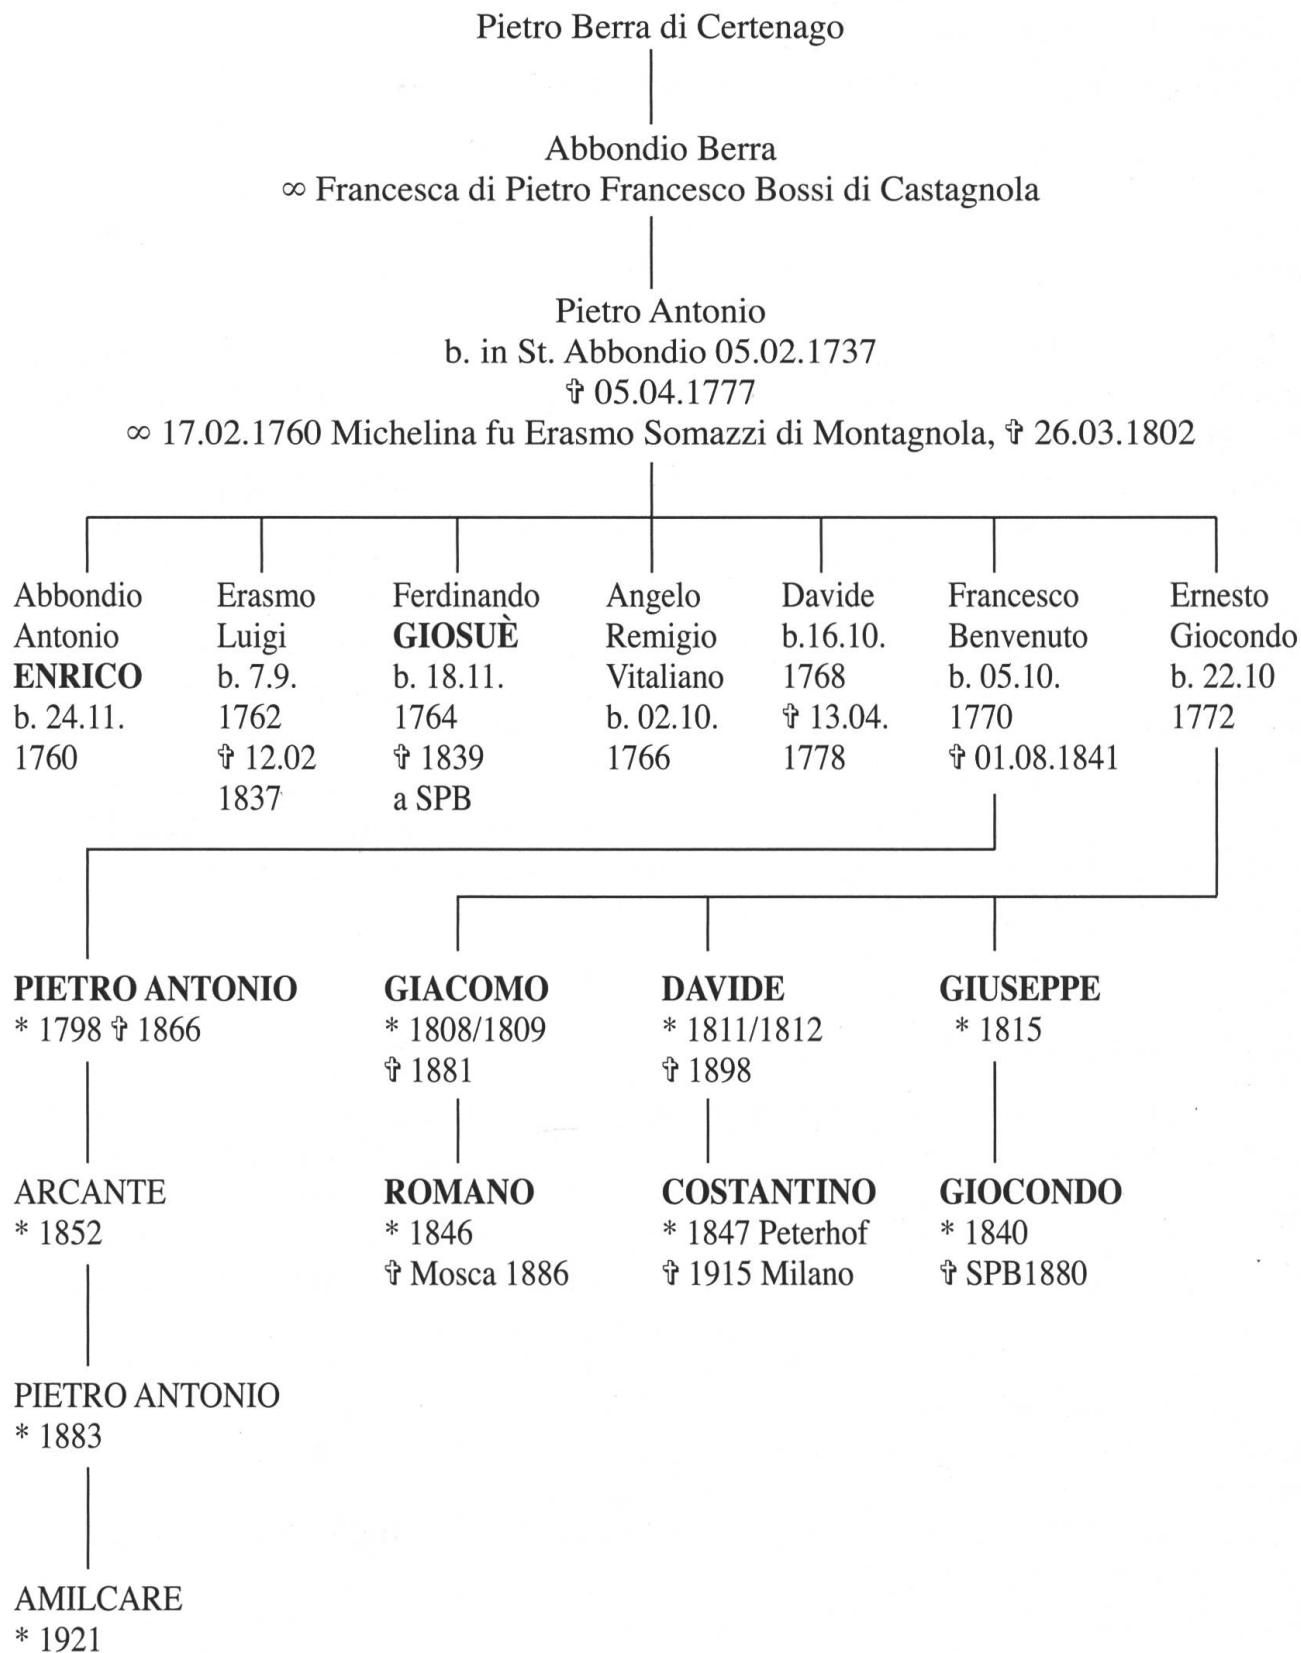 Pietro Berra di Certenago
Abbondio Berra
∞ Francesca di Pietro Francesco Bossi di Castagnola
Pietro Antonio
b. in St. Abbondio 05.02.1737
✞ 05.04.1777
∞ 17.02.1760 Michelina fu Erasmo Somazzi di Montagnola, ✞ 26.03.1802
Abbondio
Antonio
ENRICO
b. 24.11.
1760
Erasmo
Luigi
b. 7.9.
1762
✞ 12.02
1837
Ferdinando
GIOSUÈ
b. 18.11.
1764
✞ 1839
a SPB
Angelo
Remigio
Vitaliano
b. 02.10.
1766
Davide
b.16.10.
1768
✞ 13.04.
1778
Francesco
Benvenuto
b. 05.10.
1770
✞ 01.08.1841
Ernesto
Giocondo
b. 22.10
1772
PIETRO ANTONIO
* 1798 ✞ 1866
GIACOMO
* 1808/1809
✞ 1881
DAVIDE
* 1811/1812
✞ 1898
GIUSEPPE
* 1815
ARCANTE
* 1852
ROMANO
* 1846
✞ Mosca 1886
COSTANTINO
* 1847 Peterhof
✞ 1915 Milano
GIOCONDO
* 1840
✞ SPB1880
PIETRO ANTONIO
* 1883
AMILCARE
* 1921